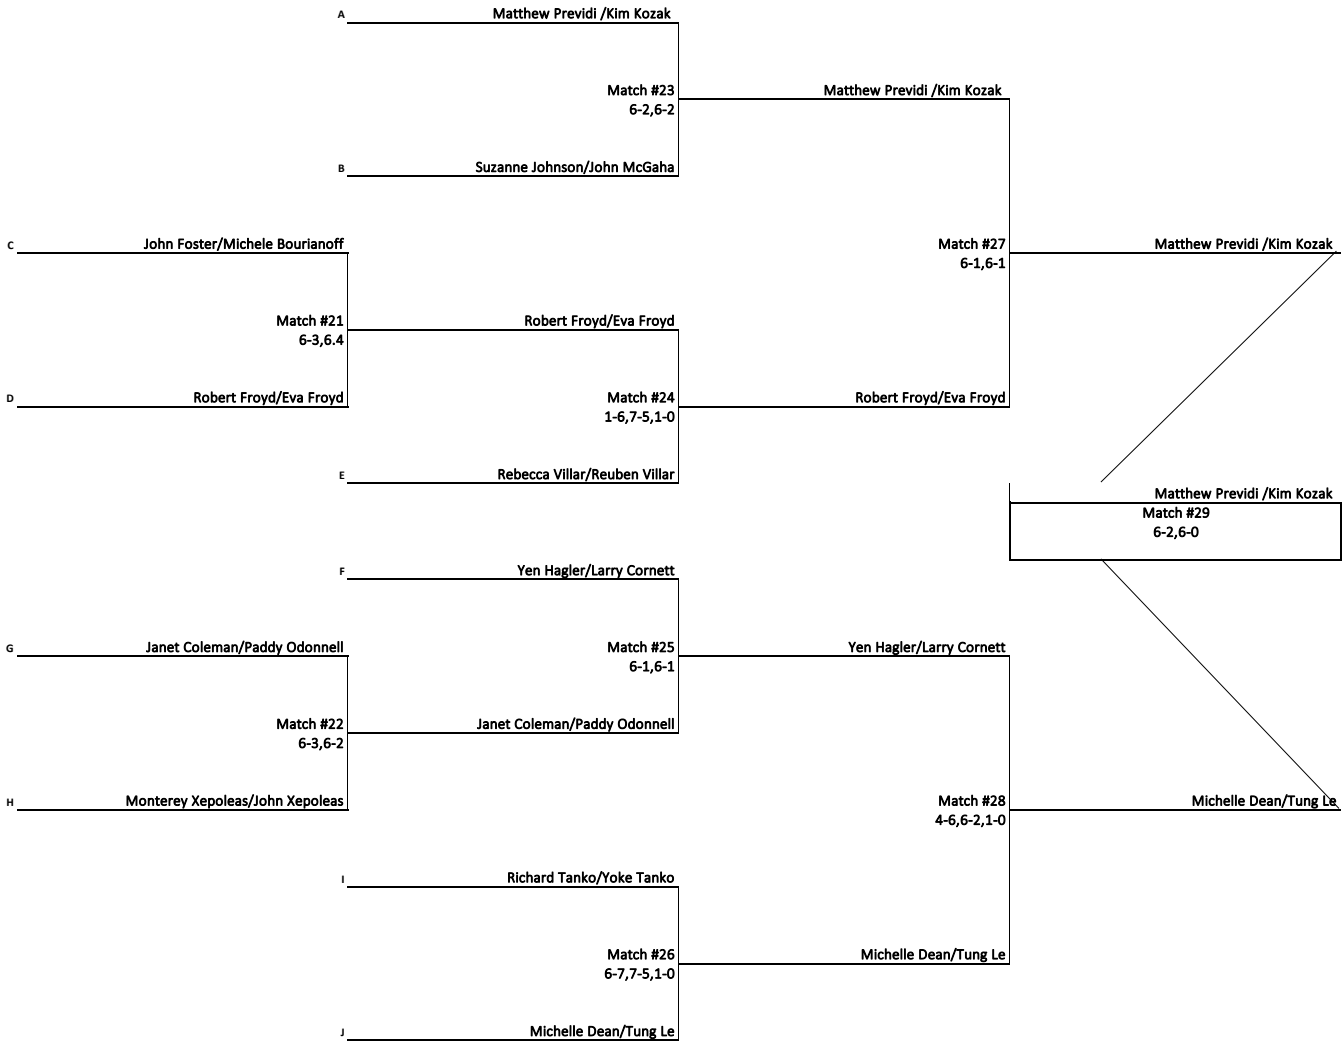 A Matthew Previdi /Kim Kozak
Match #23 Matthew Previdi /Kim Kozak
6-2,6-2
B Suzanne Johnson/John McGaha
C John Foster/Michele Bourianoff Match #27 Matthew Previdi /Kim Kozak
6-1,6-1
Match #21 Robert Froyd/Eva Froyd
6-3,6.4
D Robert Froyd/Eva Froyd Match #24 Robert Froyd/Eva Froyd
1-6,7-5,1-0
E Rebecca Villar/Reuben Villar
Matthew Previdi /Kim Kozak
Match #29
6-2,6-0
F Yen Hagler/Larry Cornett
G Janet Coleman/Paddy Odonnell Match #25 Yen Hagler/Larry Cornett
6-1,6-1
Match #22 Janet Coleman/Paddy Odonnell
6-3,6-2
H Monterey Xepoleas/John Xepoleas Match #28 Michelle Dean/Tung Le
4-6,6-2,1-0
I Richard Tanko/Yoke Tanko
Match #26 Michelle Dean/Tung Le
6-7,7-5,1-0
J Michelle Dean/Tung Le